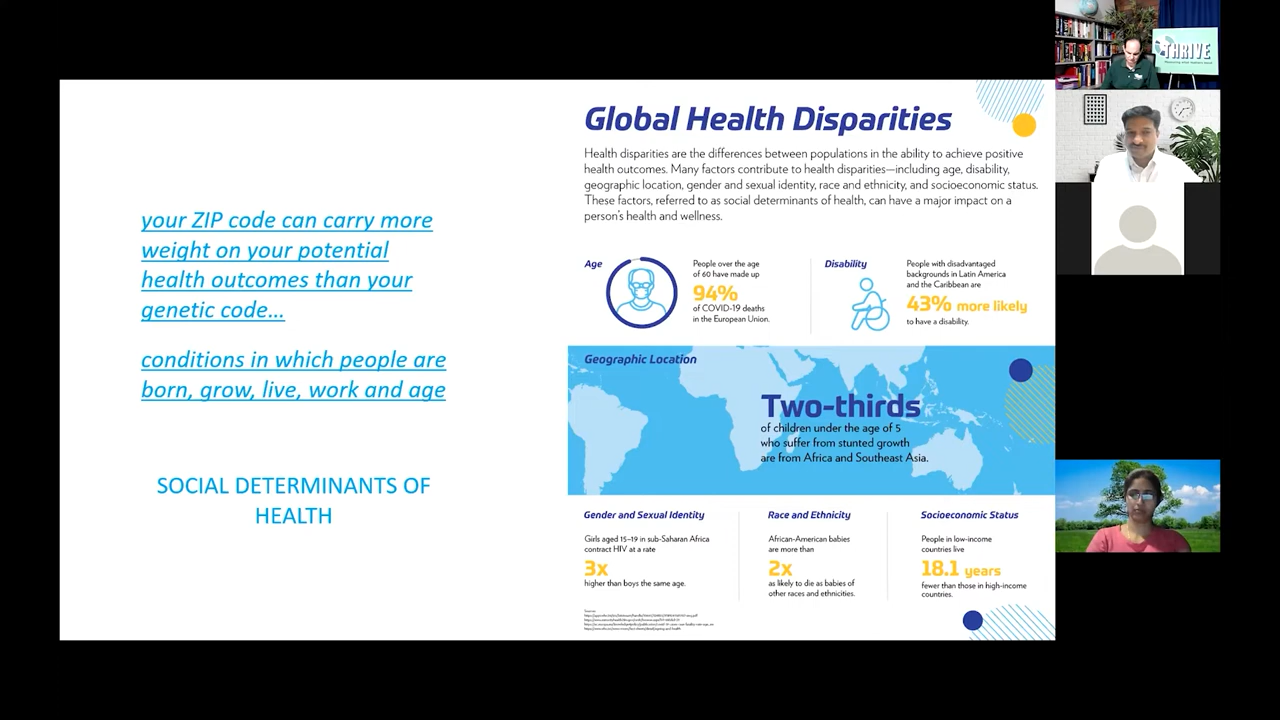 your ZIP code can carry more
weight on your potential
health outcomes than your
genetic code...
conditions in which people are
born, grow, live, work and age
SOCIAL DETERMINANTS OF
HEALTH
Global Health Disparities
Health disparities are the differences between populations in the ability to achieve positive
health outcomes. Many factors contribute to health disparities—including age, disability,
geographic location, gender and sexual identity, race and ethnicity, and socioeconomic status.
These factors, referred to as social determinants of health, can have a major impact on a
person's health and wellness.
Age
People over the age
of 60 have made up
94%
of COVID-19 deaths
in the European Union.
Disability
People with disadvantaged
backgrounds in Latin America
and the Caribbean are
43% more likely
to have a disability.
Geographic Location
Two-thirds
of children under the age of 5
who suffer from stunted growth
are from Africa and Southeast Asia.
Gender and Sexual Identity
Girls aged 15–19 in sub-Saharan Africa
contract HIV at a rate
3x
higher than boys the same age.
Race and Ethnicity
African-American babies
are more than
2x
as likely to die as babies of
other races and ethnicities.
Socioeconomic Status
People in low-income
countries live
18.1 years
fewer than those in high-income
countries.
Sources:
THRIVE